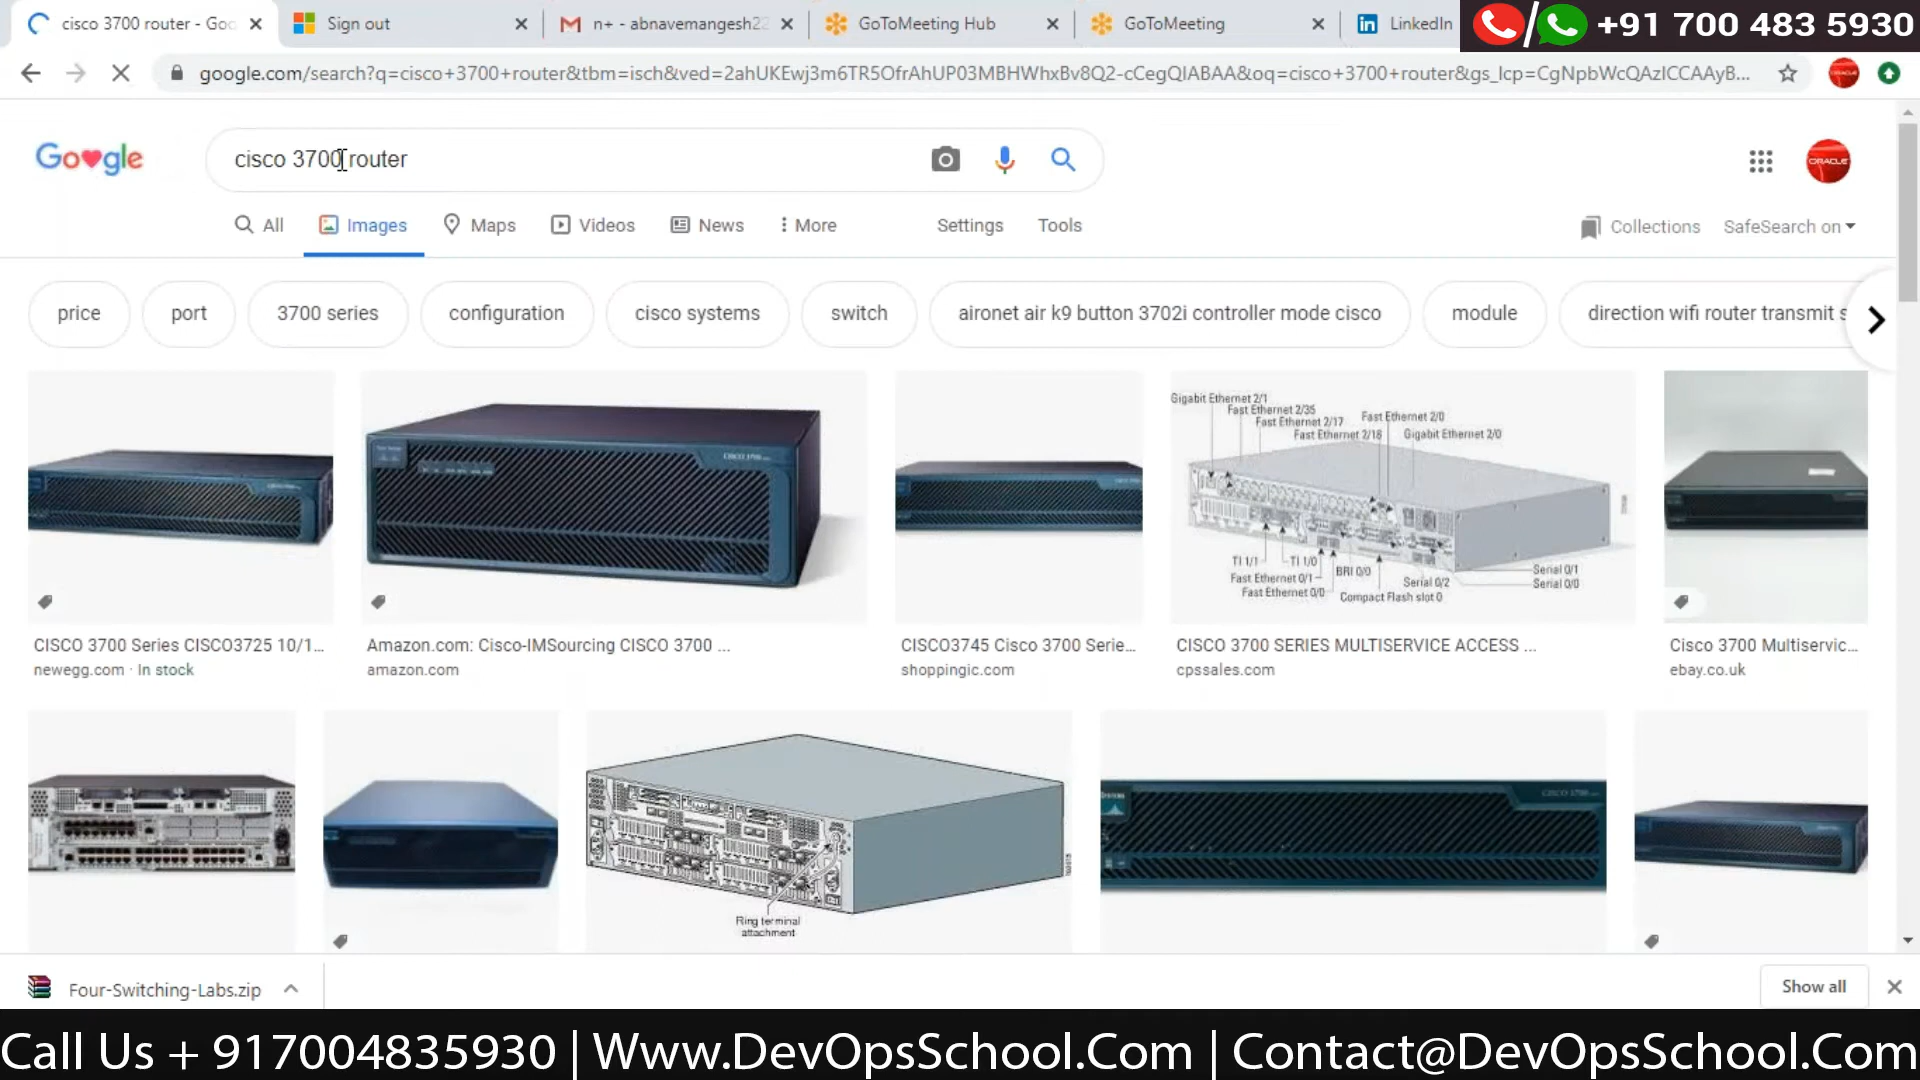 cisco 3700 router - Goo
Sign out
n+ - abnavemangesh22
GoToMeeting Hub
GoToMeeting
LinkedIn
+91 700 483 5930
google.com/search?q=cisco+3700+router&tbm=isch&ved=2ahUKEwj3m6TR5OfrAhUP03MBHWhxBv8Q2-cCegQIABAA&oq=cisco+3700+router&gs_lcp=CgNpbWcQAzICCAAyB...
Google
cisco 3700 router
ORACLE
All
Images
Maps
Videos
News
More
Settings
Tools
Collections
SafeSearch on
price
port
3700 series
configuration
cisco systems
switch
aironet air k9 button 3702i controller mode cisco
module
direction wifi router transmit
Gigabit Ethernet 2/1
Fast Ethernet 2/35
Fast Ethernet 2/17
Fast Ethernet 2/18
Fast Ethernet 2/0
Gigabit Ethernet 2/0
T1 1/1
T1 1/0
BRI 0/0
Fast Ethernet 0/1
Fast Ethernet 0/0
Serial 0/2
Compact Flash slot 0
Serial 0/1
Serial 0/0
CISCO 3700
CISCO 3700 Series CISCO3725 10/1...
newegg.com · In stock
Amazon.com: Cisco-IMSourcing CISCO 3700 ...
amazon.com
CISCO3745 Cisco 3700 Serie...
shoppingic.com
CISCO 3700 SERIES MULTISERVICE ACCESS ...
cpssales.com
Cisco 3700 Multiservic...
ebay.co.uk
Ring terminal
attachment
CISCO 3700
Four-Switching-Labs.zip
Show all
Call Us + 917004835930 | Www.DevOpsSchool.Com | Contact@DevOpsSchool.Com